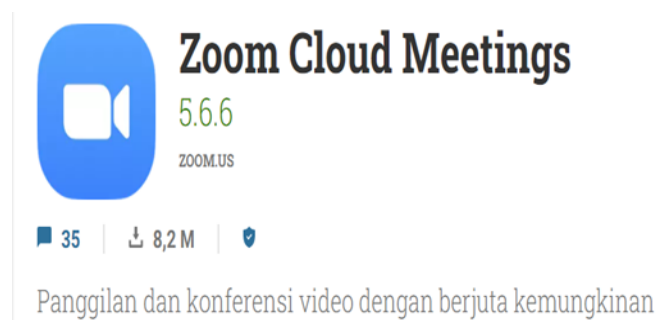 Zoom Cloud Meetings
5.6.6
ZOOM.US
35 8,2 M
Panggilan dan konferensi video dengan berjuta kemungkinan